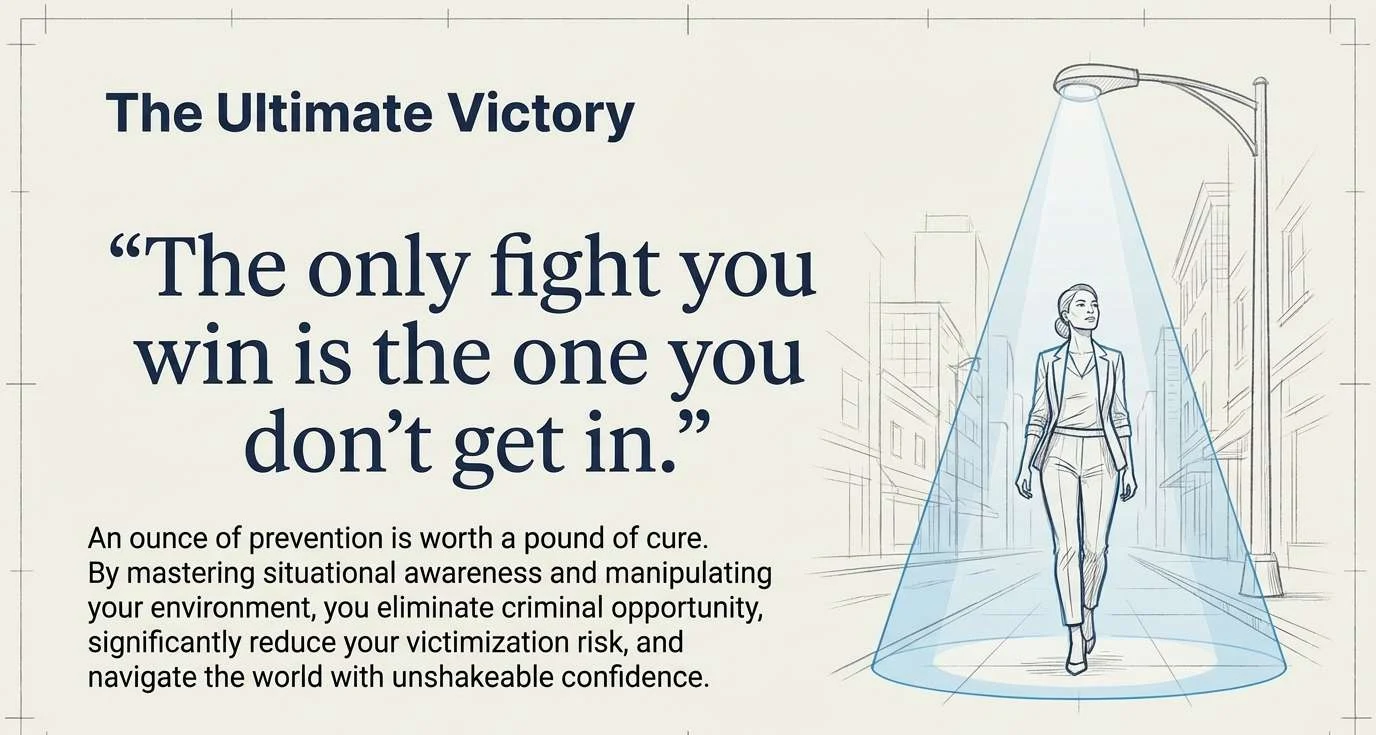 The Ultimate Victory
“The only fight you
win is the one you
don’t get in.”
An ounce of prevention is worth a pound of cure.
By mastering situational awareness and manipulating
your environment, you eliminate criminal opportunity,
significantly reduce your victimization risk, and
navigate the world with unshakeable confidence.